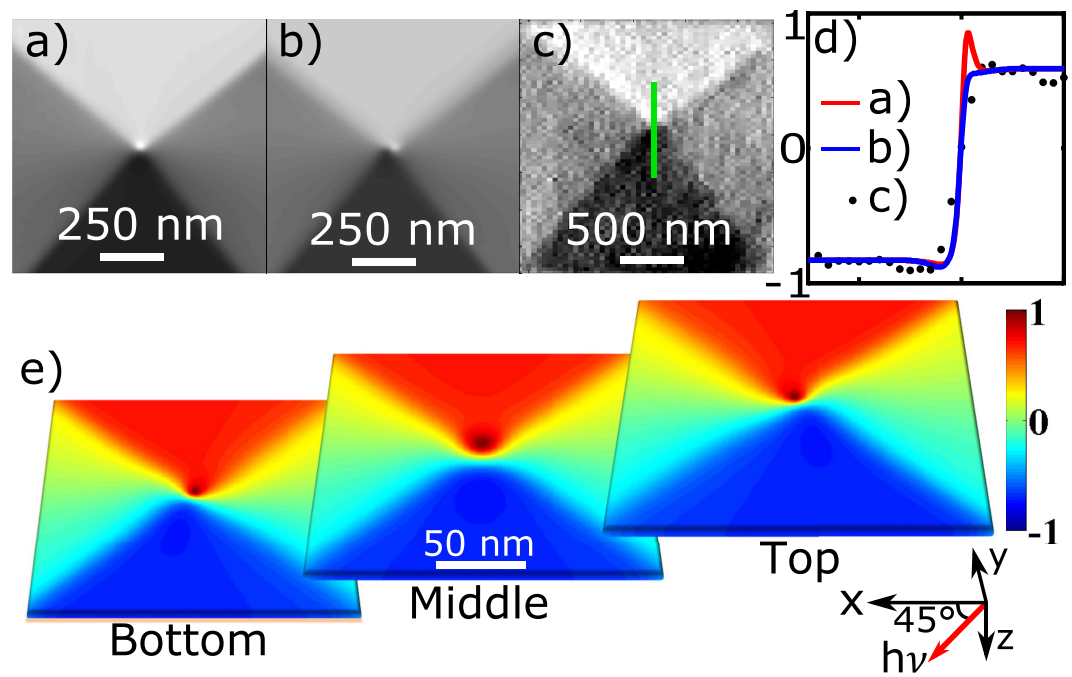 a)
b)
c)
d)
250 nm
250 nm
500 nm
1
0
-1
a)
b)
c)
e)
1
0
-1
50 nm
Bottom
Middle
Top
y
x
45°
z
hν